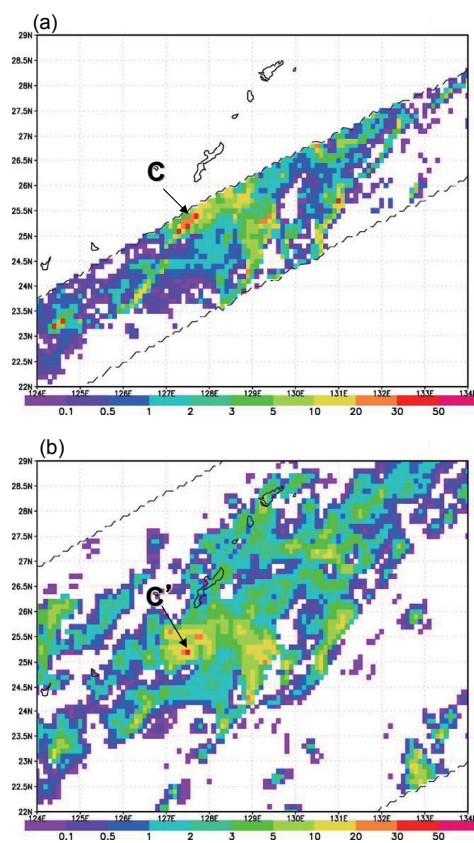 (a)
29N
28.5N
28N
27.5N
27N
26.5N
C
26N
25.5N
25N
24.5N
24N
23.5N
23N
22.5N
22N
124E 125E 126E 127E 128E 129E 130E 131E 132E 133E 134E
0.1 0.5 1 2 3 5 10 20 30 50
(b)
29N
28.5N
28N
27.5N
27N
26.5N
26N
C'
25.5N
25N
24.5N
24N
23.5N
23N
22.5N
22N
124E 125E 126E 127E 128E 129E 130E 131E 132E 133E 134E
0.1 0.5 1 2 3 5 10 20 30 50